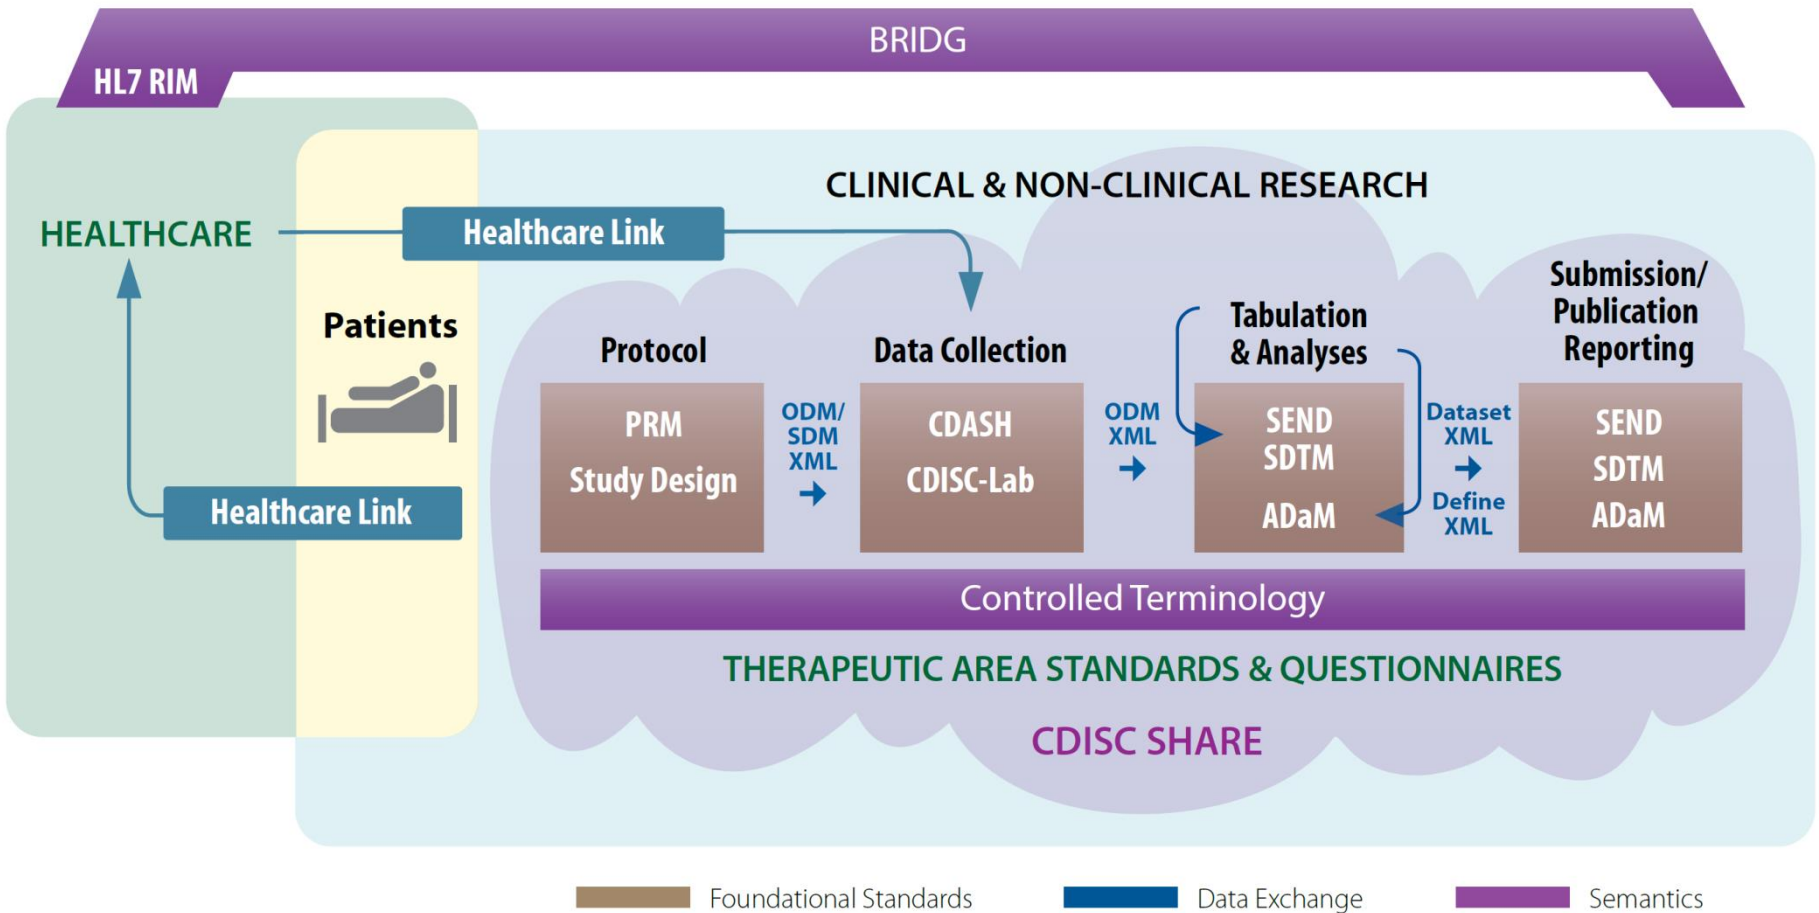 BRIDG
HL7 RIM
CLINICAL & NON-CLINICAL RESEARCH
HEALTHCARE
Healthcare Link
Patients
Healthcare Link
Protocol
PRM
Study Design
ODM/
SDM
XML
Data Collection
CDASH
CDISC-Lab
ODM
XML
Tabulation
& Analyses
SEND
SDTM
ADaM
Dataset
XML
Define
XML
Submission/
Publication
Reporting
SEND
SDTM
ADaM
Controlled Terminology
THERAPEUTIC AREA STANDARDS & QUESTIONNAIRES
CDISC SHARE
Foundational Standards
Data Exchange
Semantics